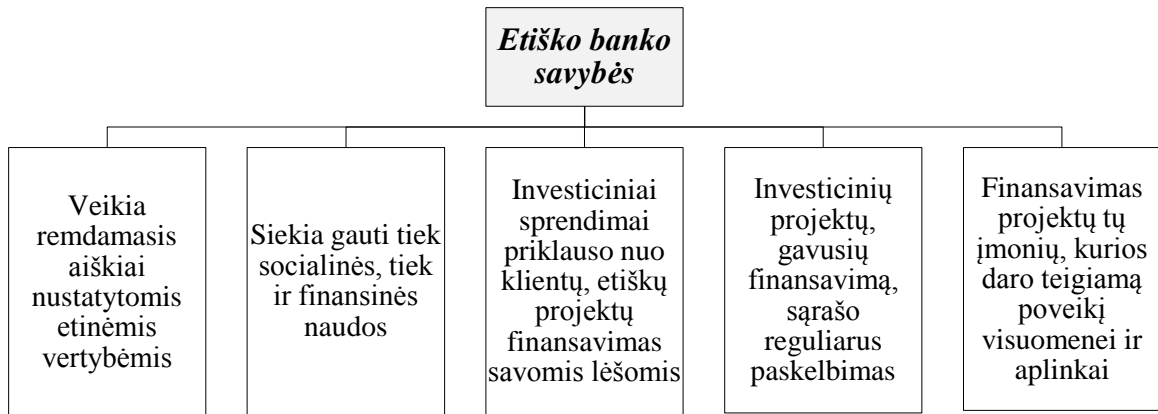 Etiško banko
savybės
Veikia
remdamasis
aiškiai
nustatytomis
etinėmis
vertybėmis
Siekia gauti tiek
socialinės, tiek
ir finansinės
naudos
Investiciniai
sprendimai
priklauso nuo
klientų, etiškų
projektų
finansavimas
savomis lėšomis
Investicinių
projektų,
gavusių
finansavimą,
sąrašo
reguliarus
paskelbimas
Finansavimas
projektų tų
įmonių, kurios
daro teigiamą
poveikį
visuomenei ir
aplinkai